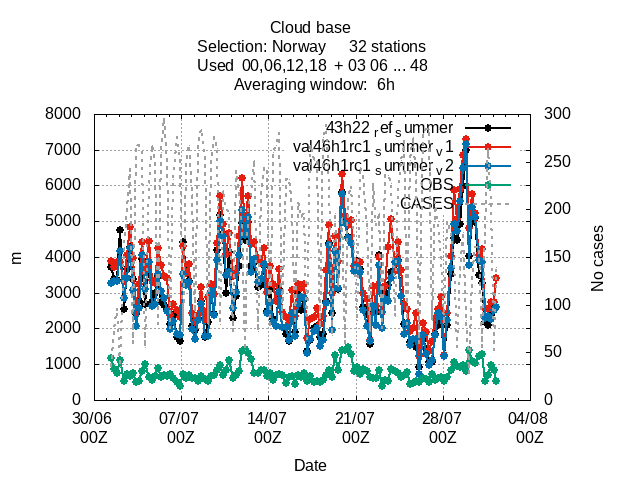 Cloud base
Selection: Norway 32 stations
Used 00,06,12,18 + 03 06 ... 48
Averaging window: 6h
8000
7000
6000
5000
4000
3000
2000
1000
0
m
300
250
200
150
100
50
0
No cases
43h22 ref summer
val46h1rc1 summer v1
val46h1rc1 summer v2
OBS
CASES
30/06 07/07 14/07 21/07 28/07 04/08
00Z 00Z 00Z 00Z 00Z 00Z
Date